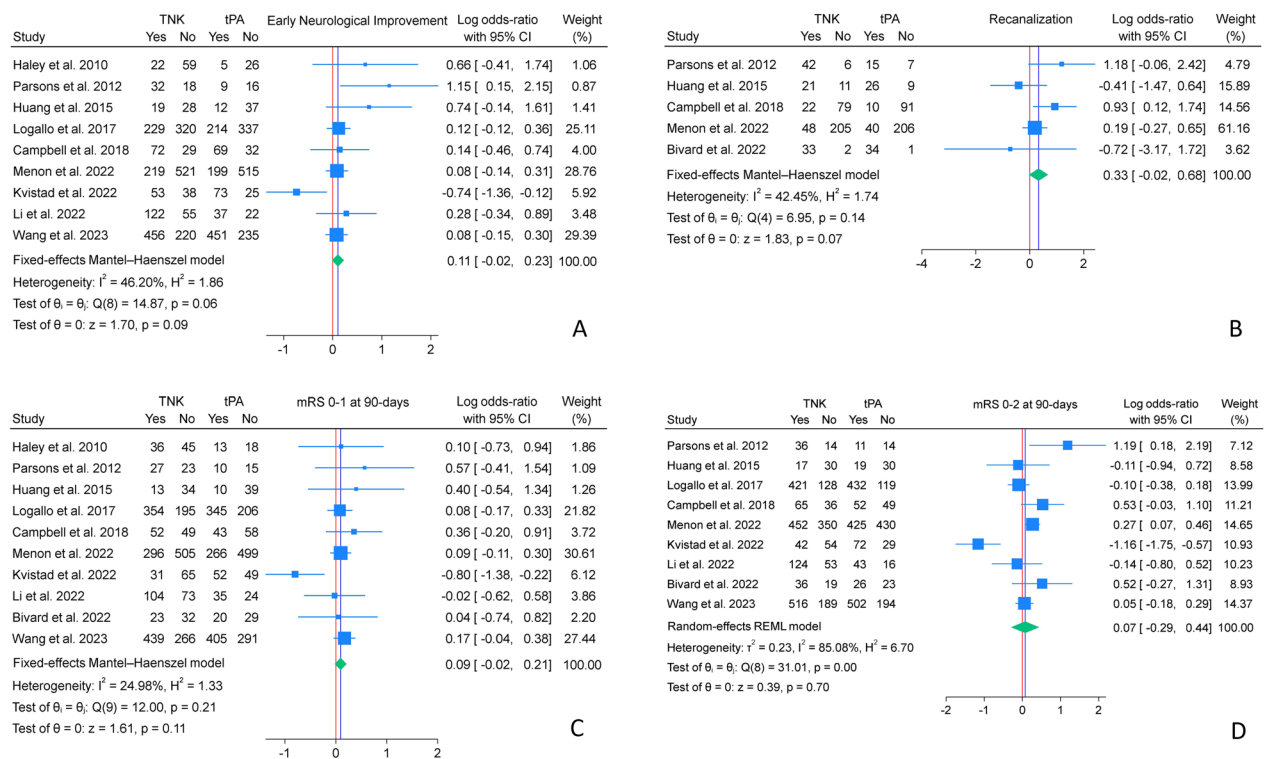 TNK tPA Early Neurological Improvement Log odds-ratio Weight
Study Yes No Yes No with 95% CI (%)
Haley et al. 2010 22 59 5 26 0.66 [ -0.41, 1.74 ] 1.06
Parsons et al. 2012 32 18 9 16 1.15 [ 0.15, 2.15 ] 0.87
Huang et al. 2015 19 28 12 37 0.74 [ -0.14, 1.61 ] 1.41
Logallo et al. 2017 229 320 214 337 0.12 [ -0.12, 0.36 ] 25.11
Campbell et al. 2018 72 29 69 32 0.14 [ -0.46, 0.74 ] 4.00
Menon et al. 2022 219 521 199 515 0.08 [ -0.14, 0.31 ] 28.76
Kvistad et al. 2022 53 38 73 25 -0.74 [ -1.36, -0.12 ] 5.92
Li et al. 2022 122 55 37 22 0.28 [ -0.34, 0.89 ] 3.48
Wang et al. 2023 456 220 451 235 0.08 [ -0.15, 0.30 ] 29.39
Fixed-effects Mantel–Haenszel model 0.11 [ -0.02, 0.23 ] 100.00
Heterogeneity: I² = 46.20%, H² = 1.86
Test of θᵢ = θⱼ: Q(8) = 14.87, p = 0.06
Test of θ = 0: z = 1.70, p = 0.09
-1 0 1 2
A
TNK tPA Recanalization Log odds-ratio Weight
Study Yes No Yes No with 95% CI (%)
Parsons et al. 2012 42 6 15 7 1.18 [ -0.06, 2.42 ] 4.79
Huang et al. 2015 21 11 26 9 -0.41 [ -1.47, 0.64 ] 15.89
Campbell et al. 2018 22 79 10 91 0.93 [ 0.12, 1.74 ] 14.56
Menon et al. 2022 48 205 40 206 0.19 [ -0.27, 0.65 ] 61.16
Bivard et al. 2022 33 2 34 1 -0.72 [ -3.17, 1.72 ] 3.62
Fixed-effects Mantel–Haenszel model 0.33 [ -0.02, 0.68 ] 100.00
Heterogeneity: I² = 42.45%, H² = 1.74
Test of θᵢ = θⱼ: Q(4) = 6.95, p = 0.14
Test of θ = 0: z = 1.83, p = 0.07
-4 -2 0 2
B
TNK tPA mRS 0-1 at 90-days Log odds-ratio Weight
Study Yes No Yes No with 95% CI (%)
Haley et al. 2010 36 45 13 18 0.10 [ -0.73, 0.94 ] 1.86
Parsons et al. 2012 27 23 10 15 0.57 [ -0.41, 1.54 ] 1.09
Huang et al. 2015 13 34 10 39 0.40 [ -0.54, 1.34 ] 1.26
Logallo et al. 2017 354 195 345 206 0.08 [ -0.17, 0.33 ] 21.82
Campbell et al. 2018 52 49 43 58 0.36 [ -0.20, 0.91 ] 3.72
Menon et al. 2022 296 505 266 499 0.09 [ -0.11, 0.30 ] 30.61
Kvistad et al. 2022 31 65 52 49 -0.80 [ -1.38, -0.22 ] 6.12
Li et al. 2022 104 73 35 24 -0.02 [ -0.62, 0.58 ] 3.86
Bivard et al. 2022 23 32 20 29 0.04 [ -0.74, 0.82 ] 2.20
Wang et al. 2023 439 266 405 291 0.17 [ -0.04, 0.38 ] 27.44
Fixed-effects Mantel–Haenszel model 0.09 [ -0.02, 0.21 ] 100.00
Heterogeneity: I² = 24.98%, H² = 1.33
Test of θᵢ = θⱼ: Q(9) = 12.00, p = 0.21
Test of θ = 0: z = 1.61, p = 0.11
-1 0 1 2
C
TNK tPA mRS 0-2 at 90-days Log odds-ratio Weight
Study Yes No Yes No with 95% CI (%)
Parsons et al. 2012 36 14 11 14 1.19 [ 0.18, 2.19 ] 7.12
Huang et al. 2015 17 30 19 30 -0.11 [ -0.94, 0.72 ] 8.58
Logallo et al. 2017 421 128 432 119 -0.10 [ -0.38, 0.18 ] 13.99
Campbell et al. 2018 65 36 52 49 0.53 [ -0.03, 1.10 ] 11.21
Menon et al. 2022 452 350 425 430 0.27 [ 0.07, 0.46 ] 14.65
Kvistad et al. 2022 42 54 72 29 -1.16 [ -1.75, -0.57 ] 10.93
Li et al. 2022 124 53 43 16 -0.14 [ -0.80, 0.52 ] 10.23
Bivard et al. 2022 36 19 26 23 0.52 [ -0.27, 1.31 ] 8.93
Wang et al. 2023 516 189 502 194 0.05 [ -0.18, 0.29 ] 14.37
Random-effects REML model 0.07 [ -0.29, 0.44 ] 100.00
Heterogeneity: τ² = 0.23, I² = 85.08%, H² = 6.70
Test of θᵢ = θⱼ: Q(8) = 31.01, p = 0.00
Test of θ = 0: z = 0.39, p = 0.70
-2 -1 0 1 2
D